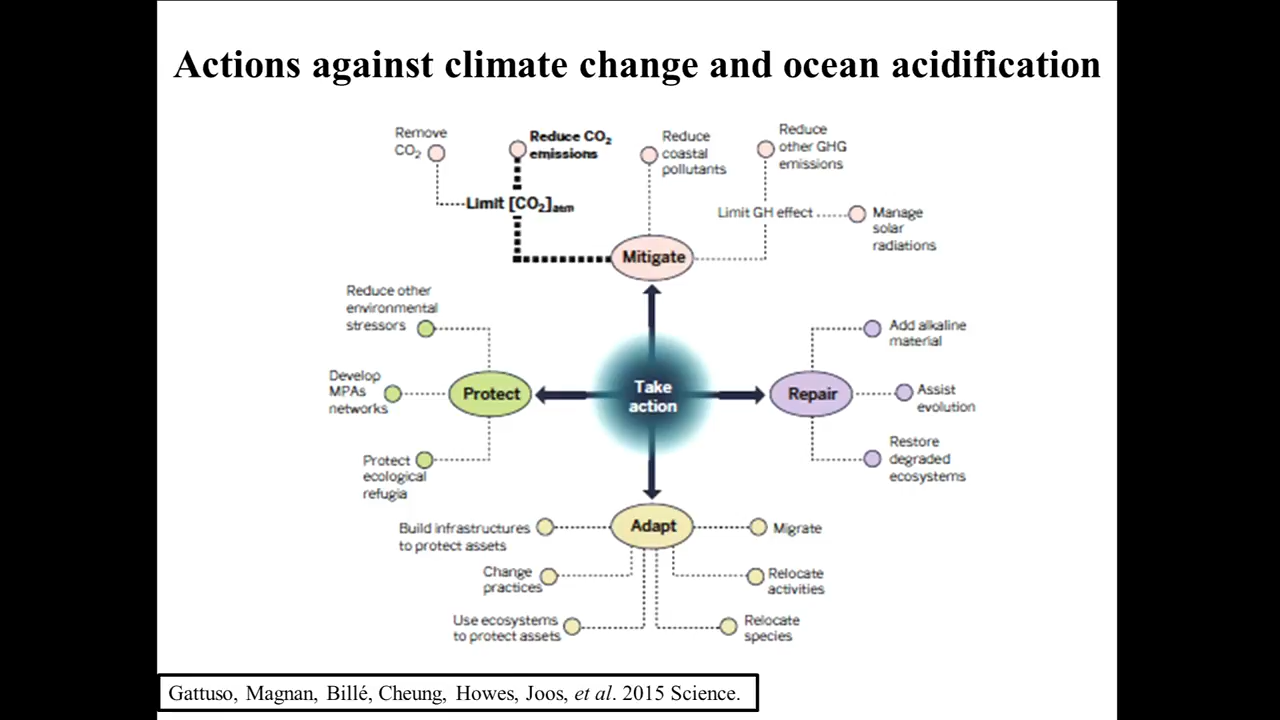 Actions against climate change and ocean acidification
Remove
CO₂
Reduce CO₂
emissions
Reduce
coastal
pollutants
Reduce
other GHG
emissions
Limit [CO₂]atm
Limit GH effect
Manage
solar
radiations
Mitigate
Reduce other
environmental
stressors
Develop
MPAs
networks
Protect
ecological
refugia
Protect
Take
action
Repair
Add alkaline
material
Assist
evolution
Restore
degraded
ecosystems
Adapt
Build infrastructures
to protect assets
Change
practices
Use ecosystems
to protect assets
Migrate
Relocate
activities
Relocate
species
Gattuso, Magnan, Billé, Cheung, Howes, Joos, et al. 2015 Science.